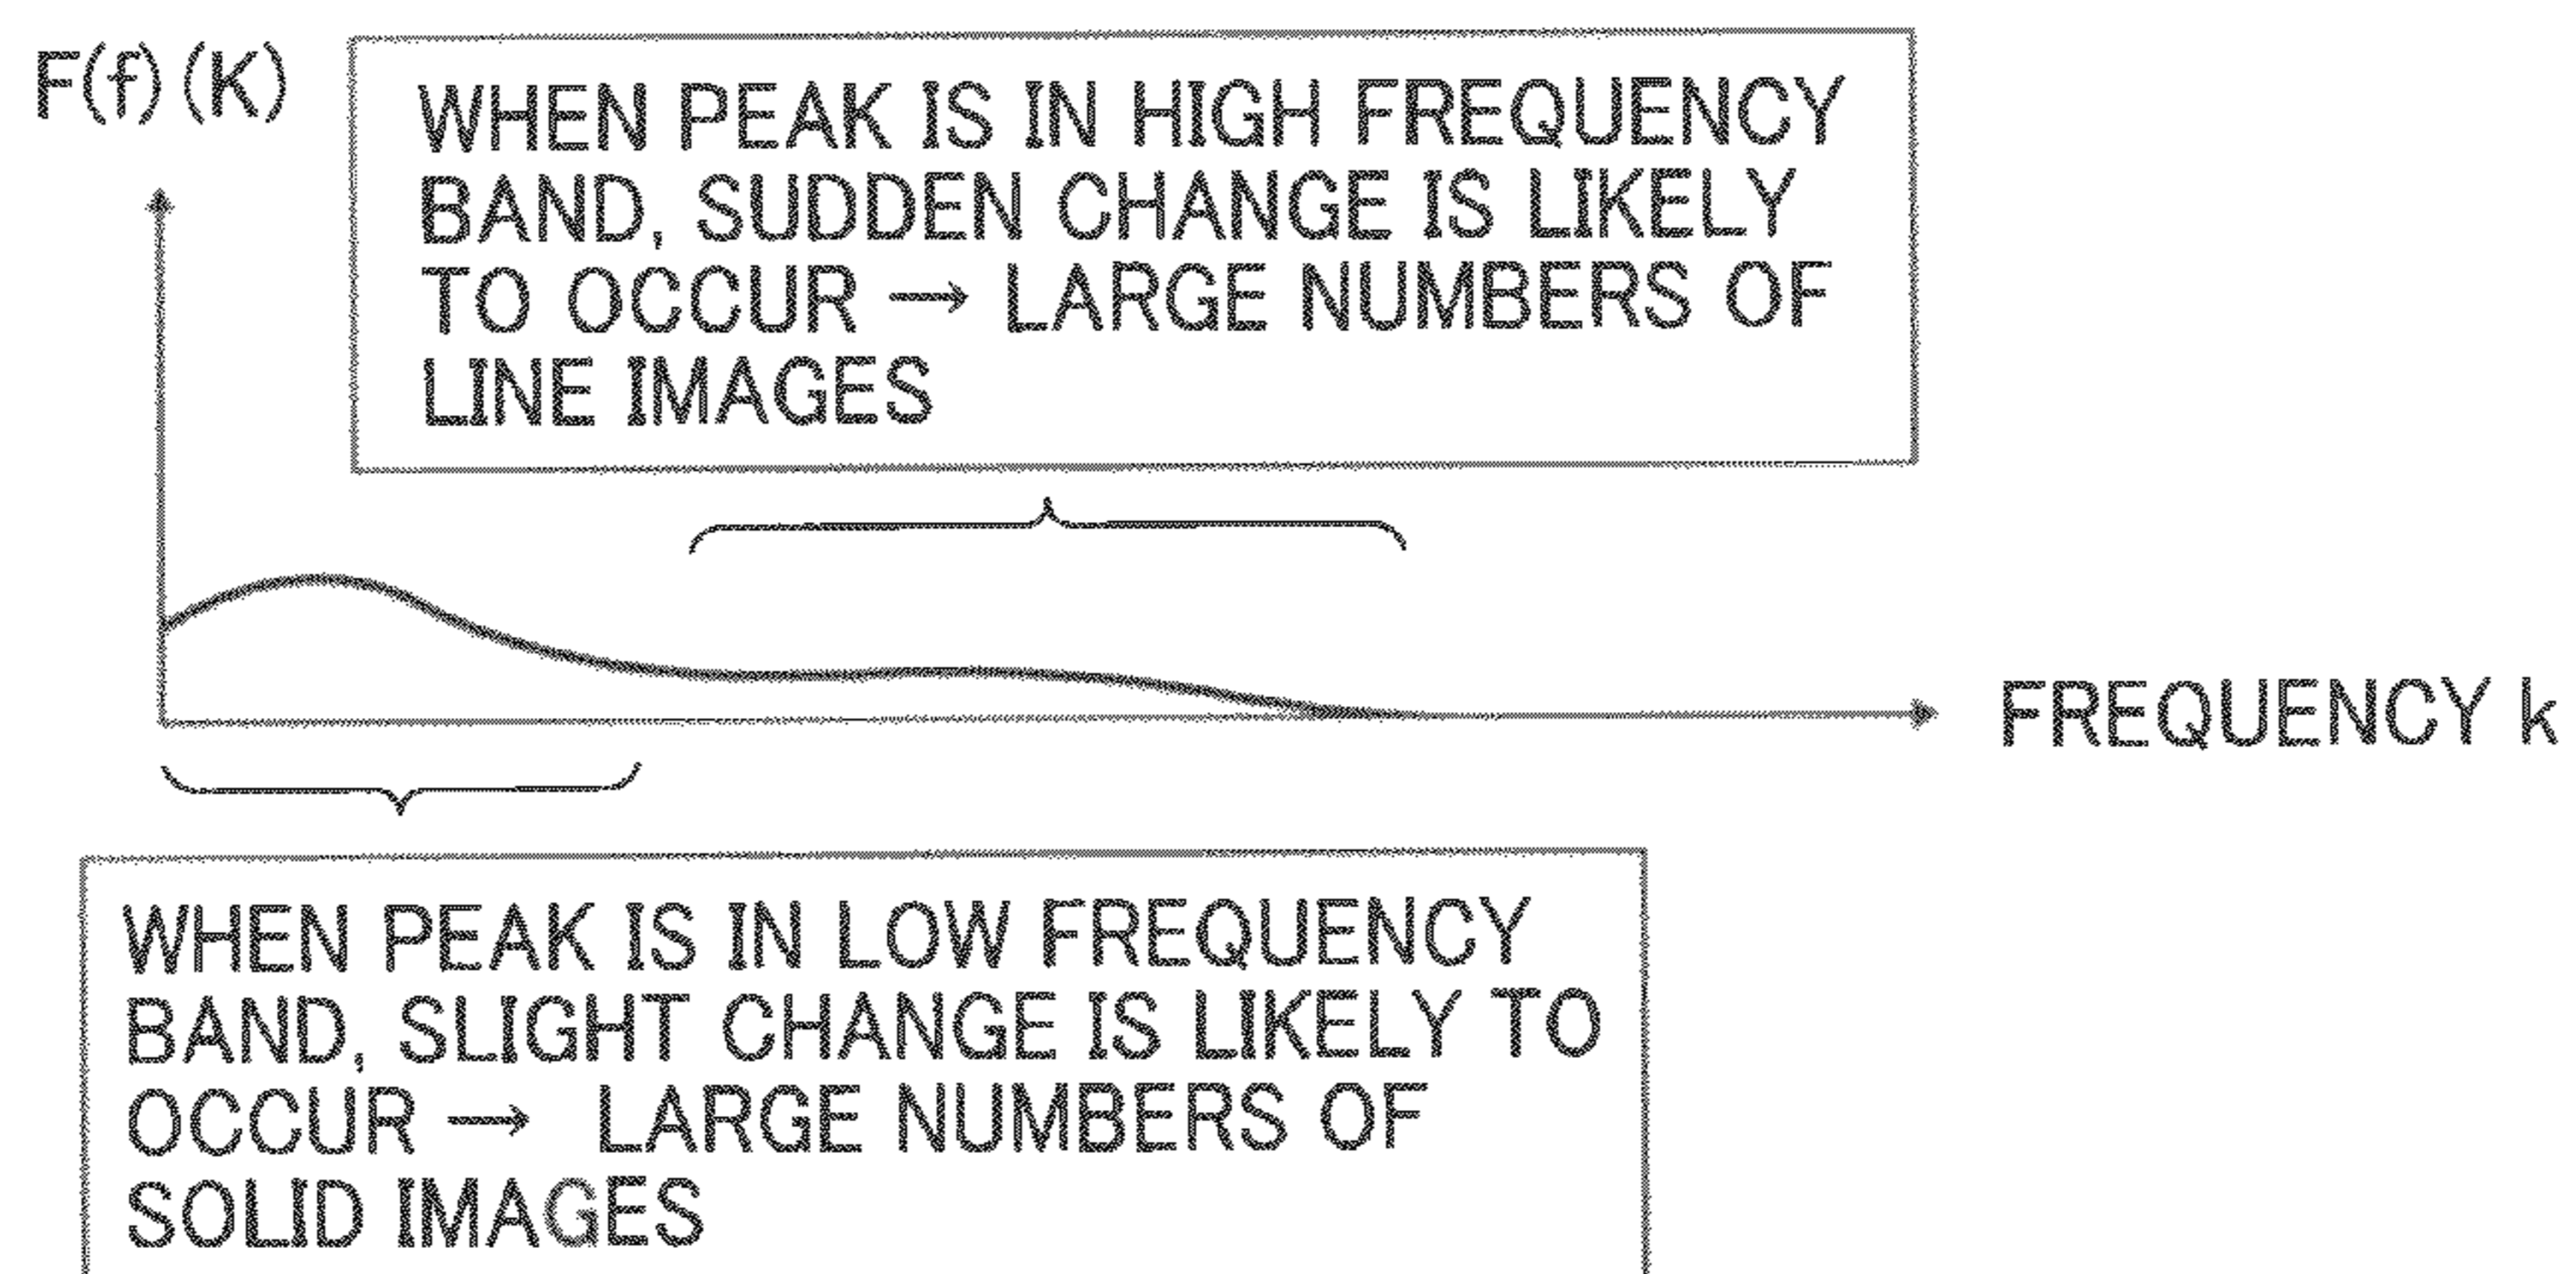 F(f) (K)
WHEN PEAK IS IN HIGH FREQUENCY
BAND, SUDDEN CHANGE IS LIKELY
TO OCCUR → LARGE NUMBERS OF
LINE IMAGES
FREQUENCY k
WHEN PEAK IS IN LOW FREQUENCY
BAND, SLIGHT CHANGE IS LIKELY TO
OCCUR → LARGE NUMBERS OF
SOLID IMAGES